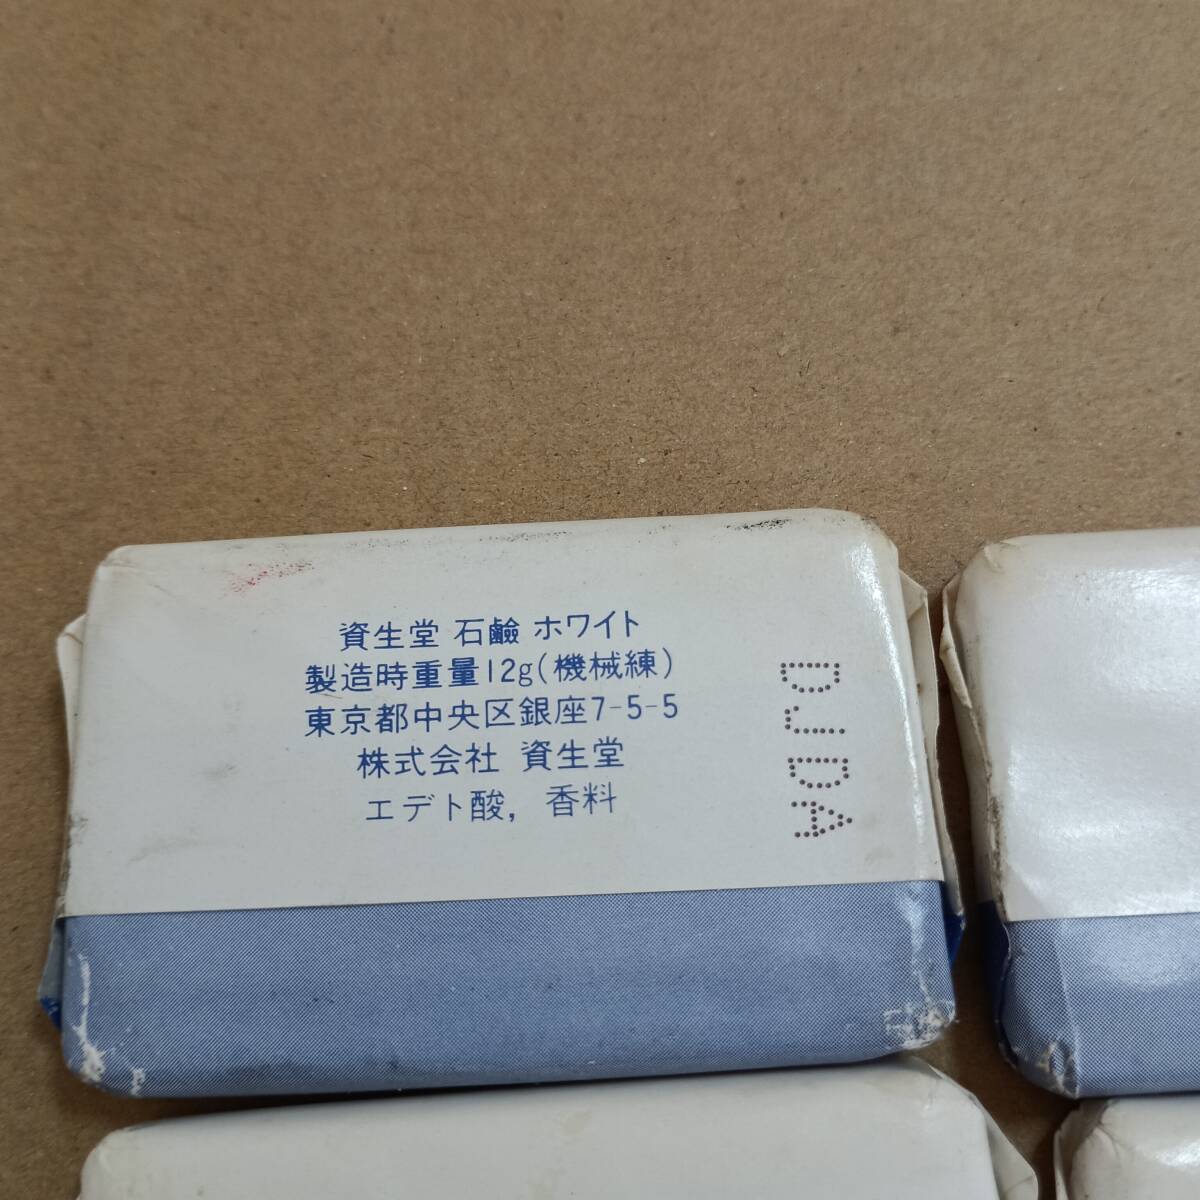 資生堂 石鹼 ホワイト
製造時重量12g(機械練)
東京都中央区銀座7-5-5
株式会社 資生堂
エデト酸, 香料
DJDA